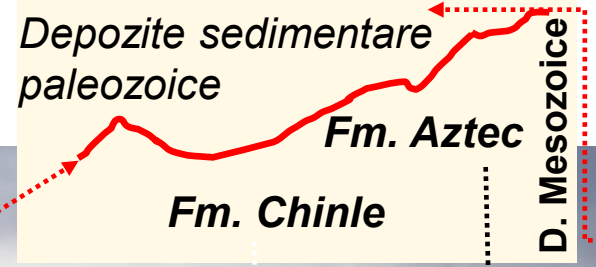 Depozite sedimentare
paleozoice
Fm. Aztec
Fm. Chinle
D. Mesozoice